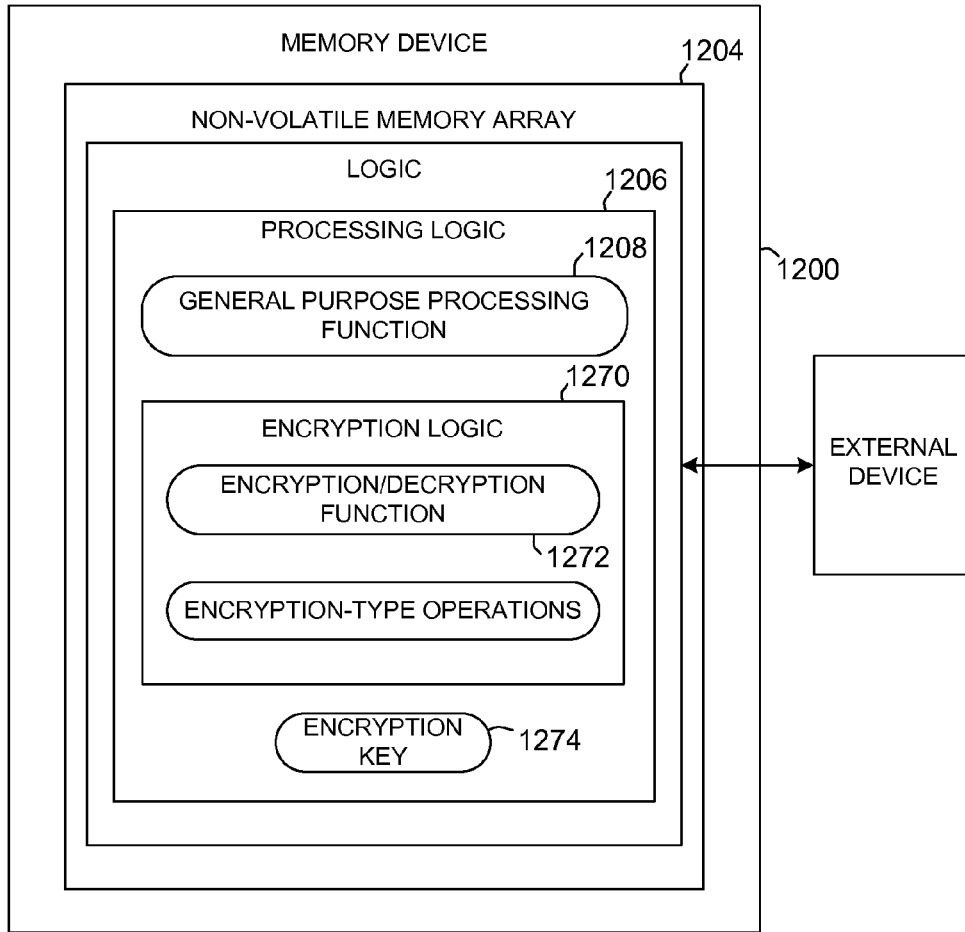 MEMORY DEVICE
1204
NON-VOLATILE MEMORY ARRAY
LOGIC
1206
PROCESSING LOGIC
1208
GENERAL PURPOSE PROCESSING
FUNCTION
1200
1270
ENCRYPTION LOGIC
ENCRYPTION/DECRYPTION
FUNCTION
1272
ENCRYPTION-TYPE OPERATIONS
ENCRYPTION
KEY
1274
EXTERNAL
DEVICE